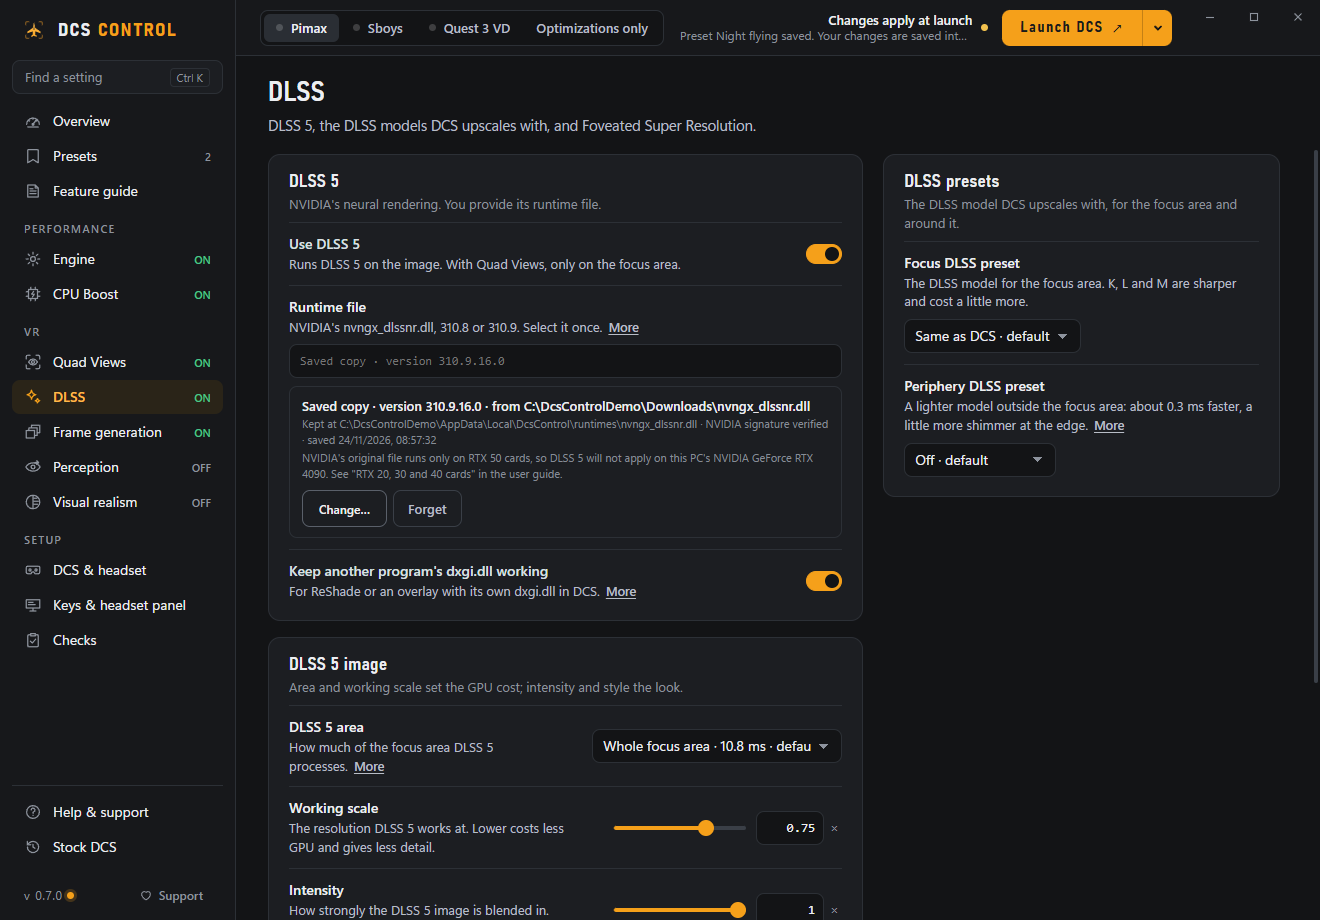 DCS CONTROL
Find a setting
Ctrl K
Overview
Presets
2
Feature guide
PERFORMANCE
Engine
ON
CPU Boost
ON
VR
Quad Views
ON
DLSS
ON
Frame generation
ON
Perception
OFF
Visual realism
OFF
SETUP
DCS & headset
Keys & headset panel
Checks
Help & support
Stock DCS
v 0.7.0
Support
Pimax
Sboys
Quest 3 VD
Optimizations only
Changes apply at launch
Preset Night flying saved. Your changes are saved int...
Launch DCS ↗
DLSS
DLSS 5, the DLSS models DCS upscales with, and Foveated Super Resolution.
DLSS 5
NVIDIA's neural rendering. You provide its runtime file.
Use DLSS 5
Runs DLSS 5 on the image. With Quad Views, only on the focus area.
Runtime file
NVIDIA's nvngx_dlssnr.dll, 310.8 or 310.9. Select it once. More
Saved copy · version 310.9.16.0
Saved copy · version 310.9.16.0 · from C:\DcsControlDemo\Downloads\nvngx_dlssnr.dll
Kept at C:\DcsControlDemo\AppData\Local\DcsControl\runtimes\nvngx_dlssnr.dll · NVIDIA signature verified
· saved 24/11/2026, 08:57:32
NVIDIA's original file runs only on RTX 50 cards, so DLSS 5 will not apply on this PC's NVIDIA GeForce RTX
4090. See "RTX 20, 30 and 40 cards" in the user guide.
Change...
Forget
Keep another program's dxgi.dll working
For ReShade or an overlay with its own dxgi.dll in DCS. More
DLSS 5 image
Area and working scale set the GPU cost; intensity and style the look.
DLSS 5 area
How much of the focus area DLSS 5
processes. More
Whole focus area · 10.8 ms · defau
Working scale
The resolution DLSS 5 works at. Lower costs less
GPU and gives less detail.
0.75
×
Intensity
How strongly the DLSS 5 image is blended in.
1
×
DLSS presets
The DLSS model DCS upscales with, for the focus area and
around it.
Focus DLSS preset
The DLSS model for the focus area. K, L and M are sharper
and cost a little more.
Same as DCS · default
Periphery DLSS preset
A lighter model outside the focus area: about 0.3 ms faster, a
little more shimmer at the edge. More
Off · default